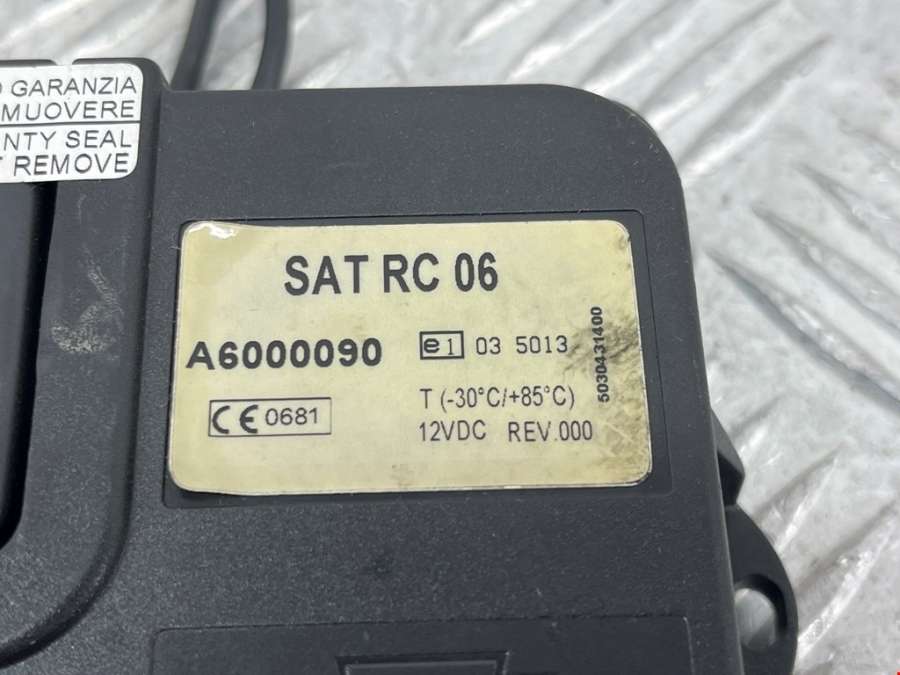 GARANZIA
MUOVERE
NTY SEAL
REMOVE
SAT RC 06
A6000090
e1 03 5013
5030431400
CE 0681
T (-30°C/+85°C)
12VDC REV.000